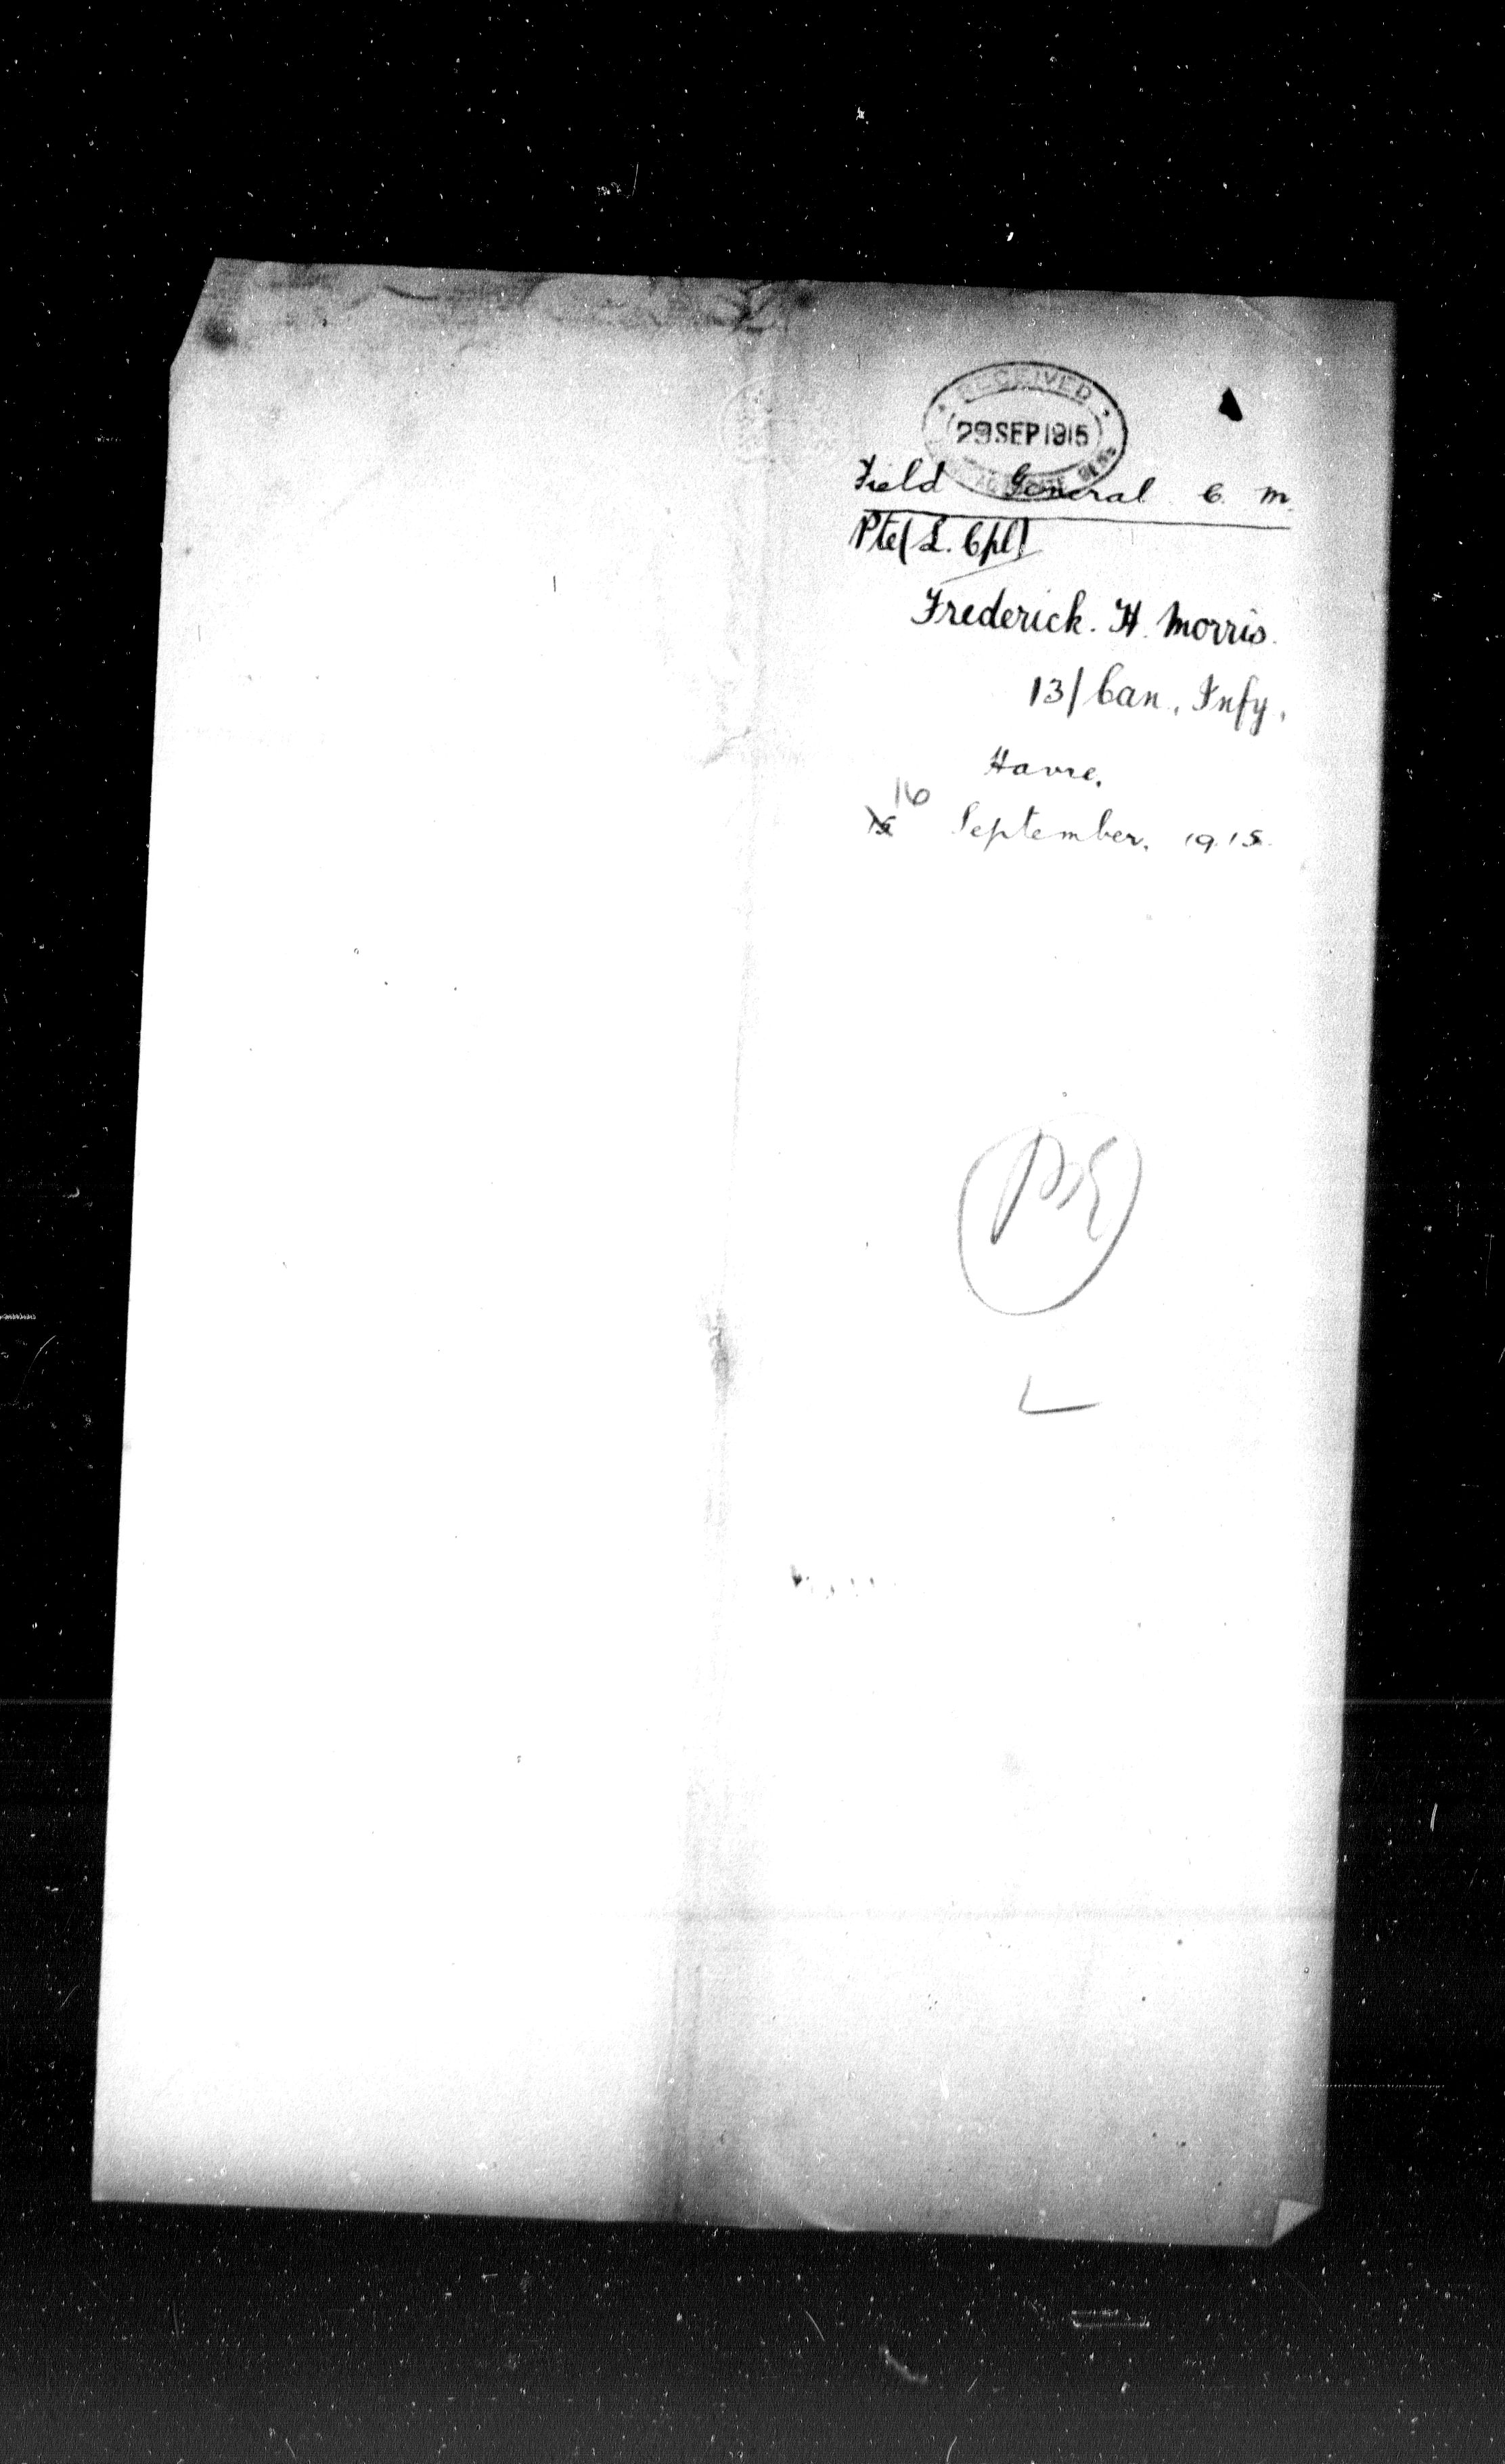 RECEIVED
29 SEP 1915
Field General C. M.
Pte (L. Cpl)
Frederick. H. Morris.
13/ Can. Infy.
Havre.
16
September. 1915.